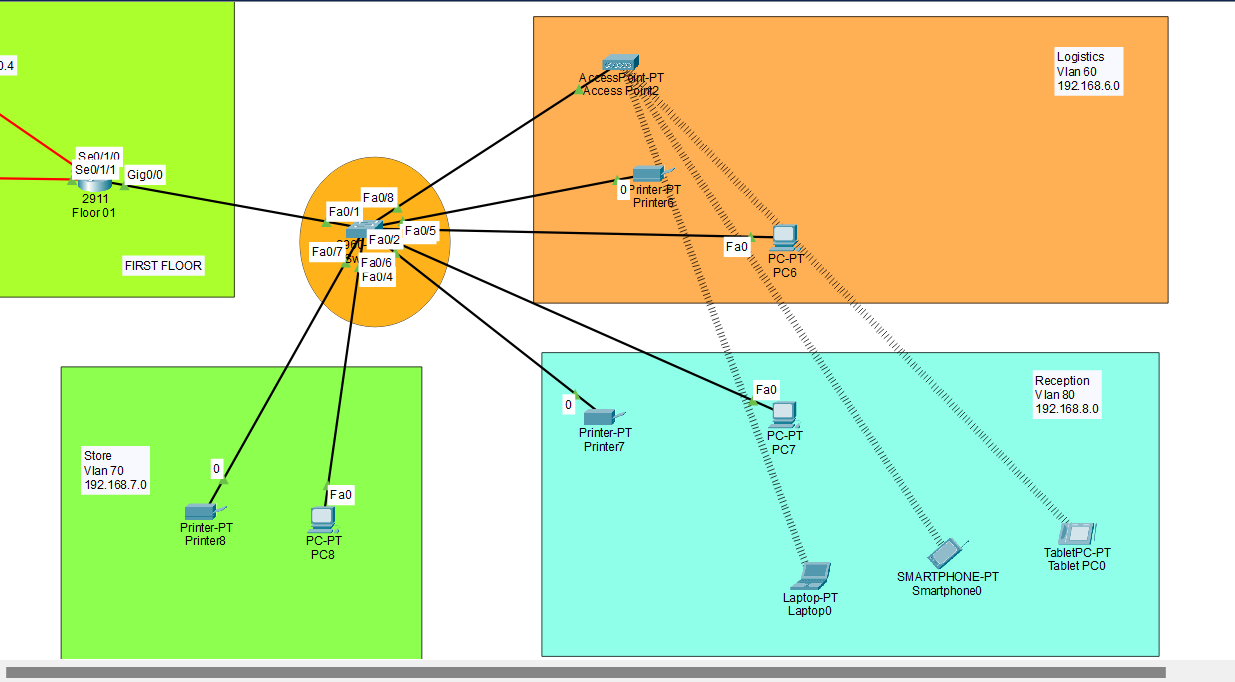 0.4
Se0/1/0
Se0/1/1
Gig0/0
2911
Floor 01
FIRST FLOOR
Fa0/8
Fa0/1
Fa0/5
Fa0/2
Fa0/7
Fa0/6
Fa0/4
AccessPoint-PT
Access Point2
Logistics
Vlan 60
192.168.6.0
0
Printer-PT
Printer6
Fa0
PC-PT
PC6
Store
Vlan 70
192.168.7.0
0
Printer-PT
Printer8
Fa0
PC-PT
PC8
0
Printer-PT
Printer7
Fa0
PC-PT
PC7
Reception
Vlan 80
192.168.8.0
Laptop-PT
Laptop0
SMARTPHONE-PT
Smartphone0
TabletPC-PT
Tablet PC0